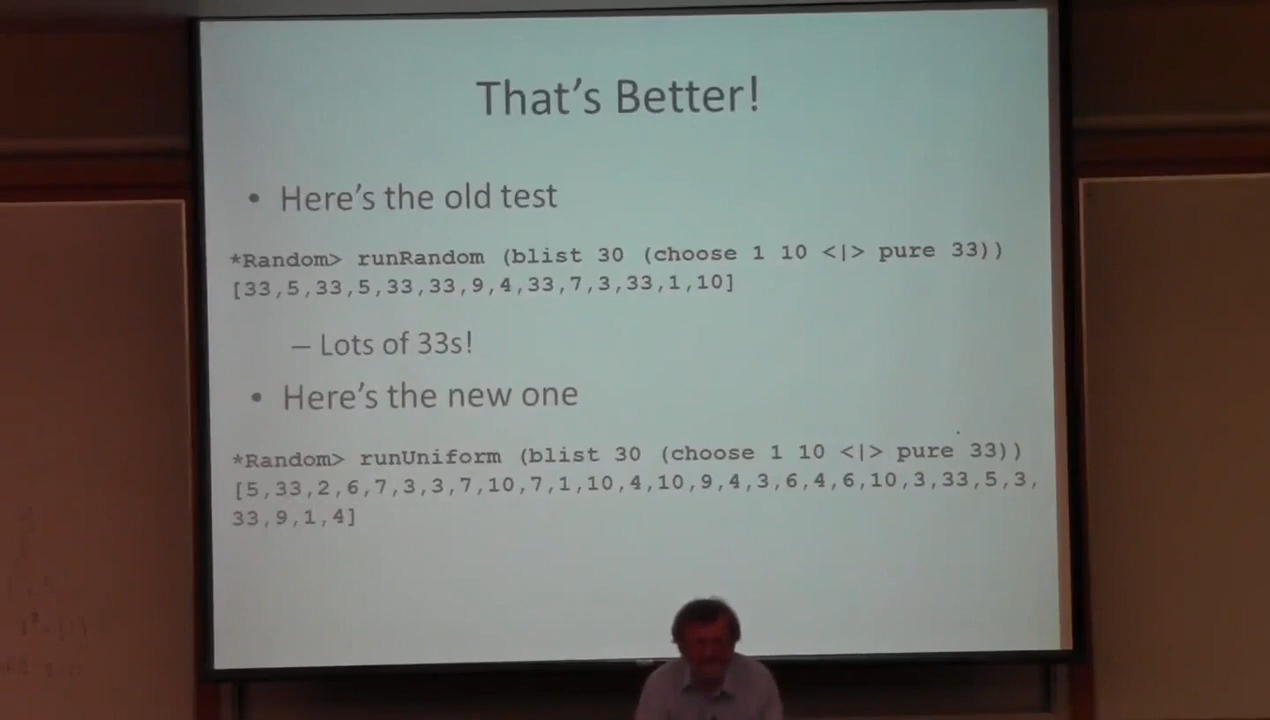 That's Better!
• Here's the old test
*Random> runRandom (blist 30 (choose 1 10 <|> pure 33))
[33,5,33,5,33,33,9,4,33,7,3,33,1,10]
– Lots of 33s!
• Here's the new one
*Random> runUniform (blist 30 (choose 1 10 <|> pure 33))
[5,33,2,6,7,3,3,7,10,7,1,10,4,10,9,4,3,6,4,6,10,3,33,5,3,
33,9,1,4]